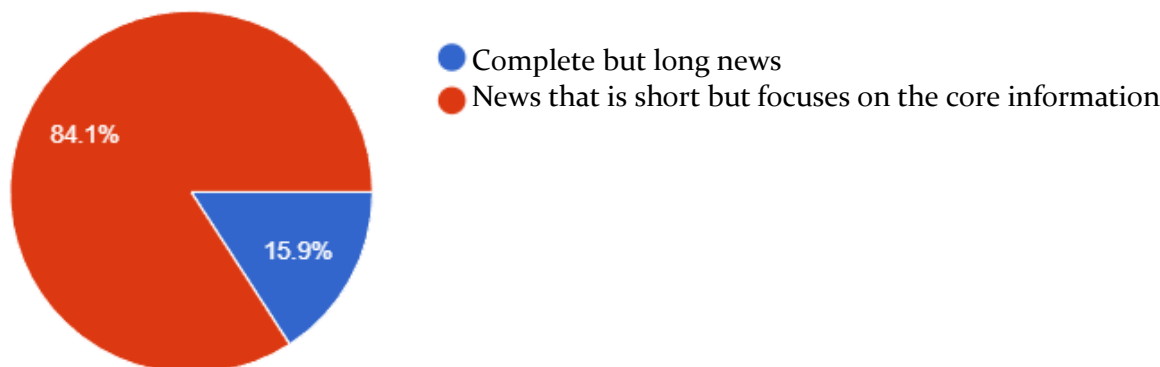 Complete but long news
News that is short but focuses on the core information
84.1%
15.9%